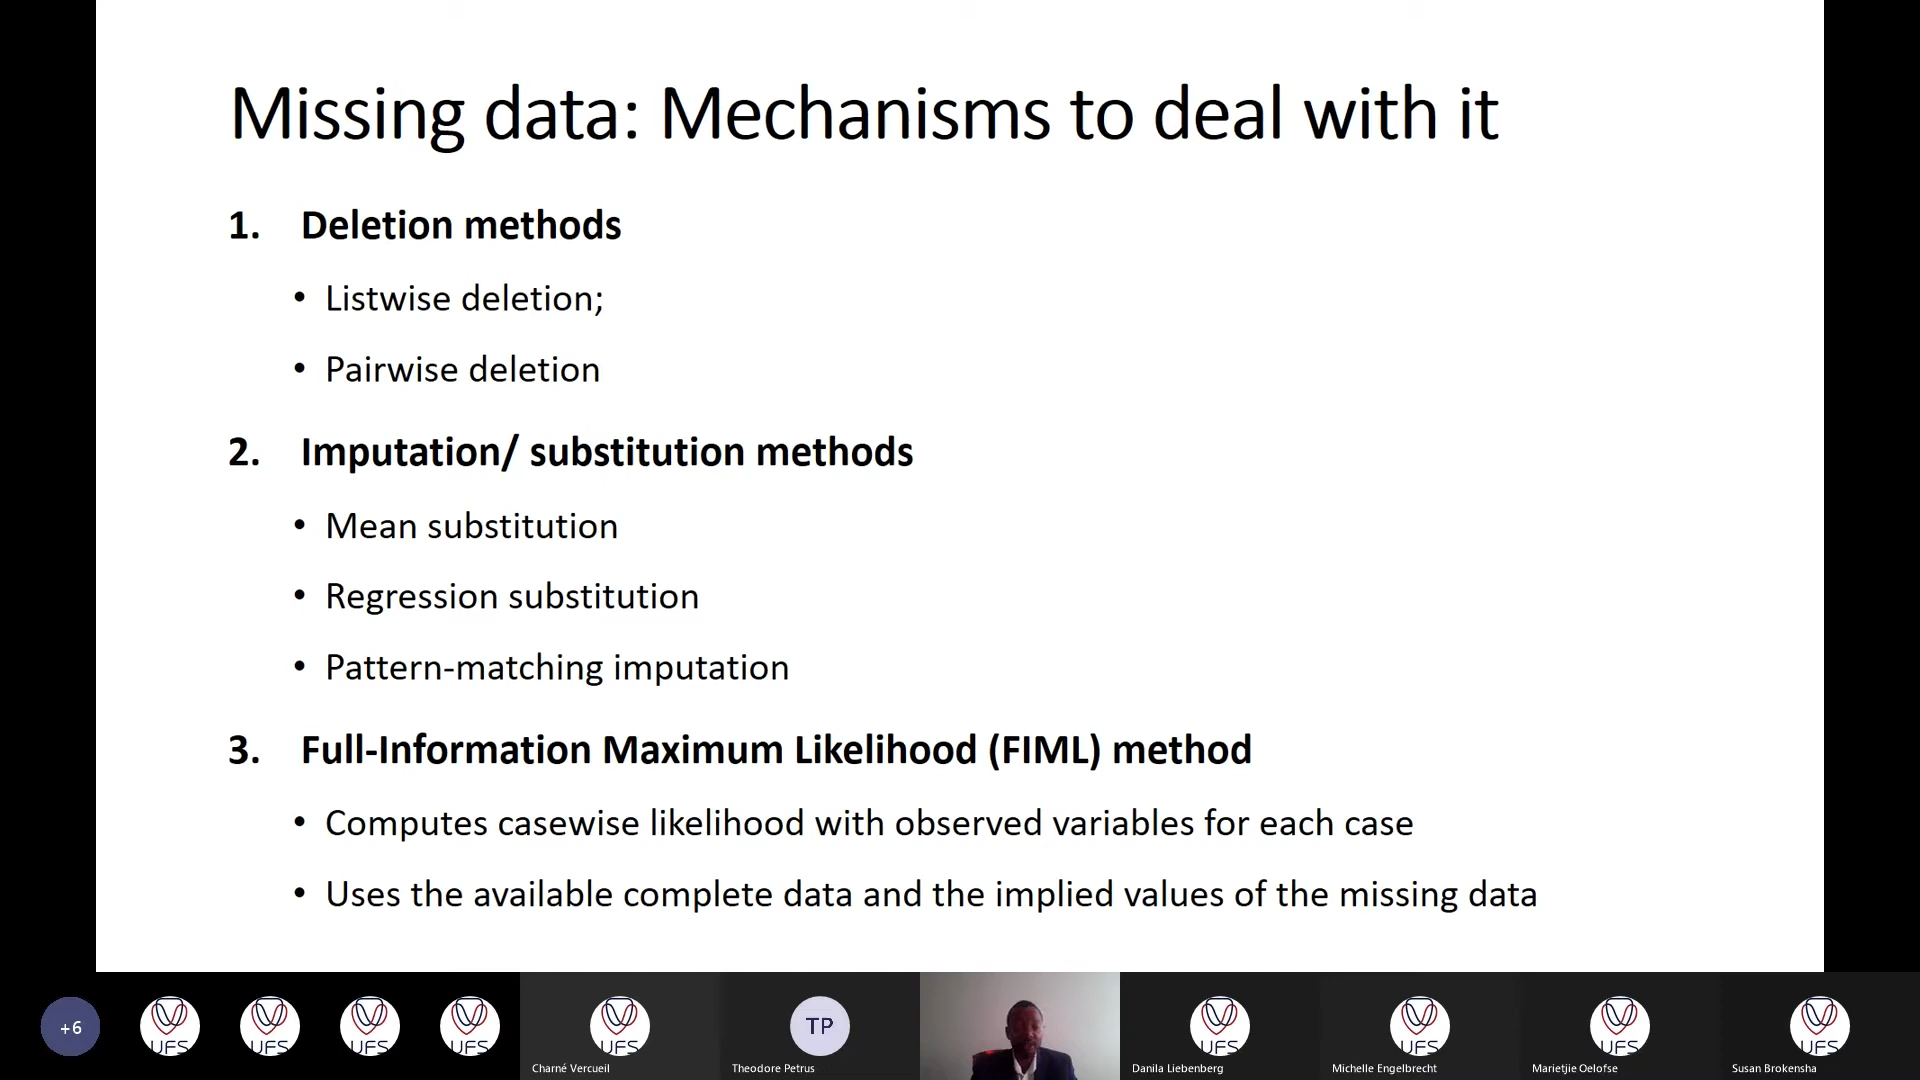 Missing data: Mechanisms to deal with it
1. Deletion methods
• Listwise deletion;
• Pairwise deletion
2. Imputation/ substitution methods
• Mean substitution
• Regression substitution
• Pattern-matching imputation
3. Full-Information Maximum Likelihood (FIML) method
• Computes casewise likelihood with observed variables for each case
• Uses the available complete data and the implied values of the missing data
+6
UFS
UFS
UFS
UFS
UFS
Charné Vercueil
TP
Theodore Petrus
UFS
Danila Liebenberg
UFS
Michelle Engelbrecht
UFS
Marietjie Oelofse
UFS
Susan Brokensha